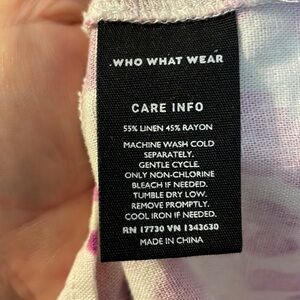 WHO WHAT WEAR
CARE INFO
55% LINEN 45% RAYON
MACHINE WASH COLD
SEPARATELY.
GENTLE CYCLE.
ONLY NON-CHLORINE
BLEACH IF NEEDED.
TUMBLE DRY LOW.
REMOVE PROMPTLY.
COOL IRON IF NEEDED.
RN 17730 VN 1343630
MADE IN CHINA